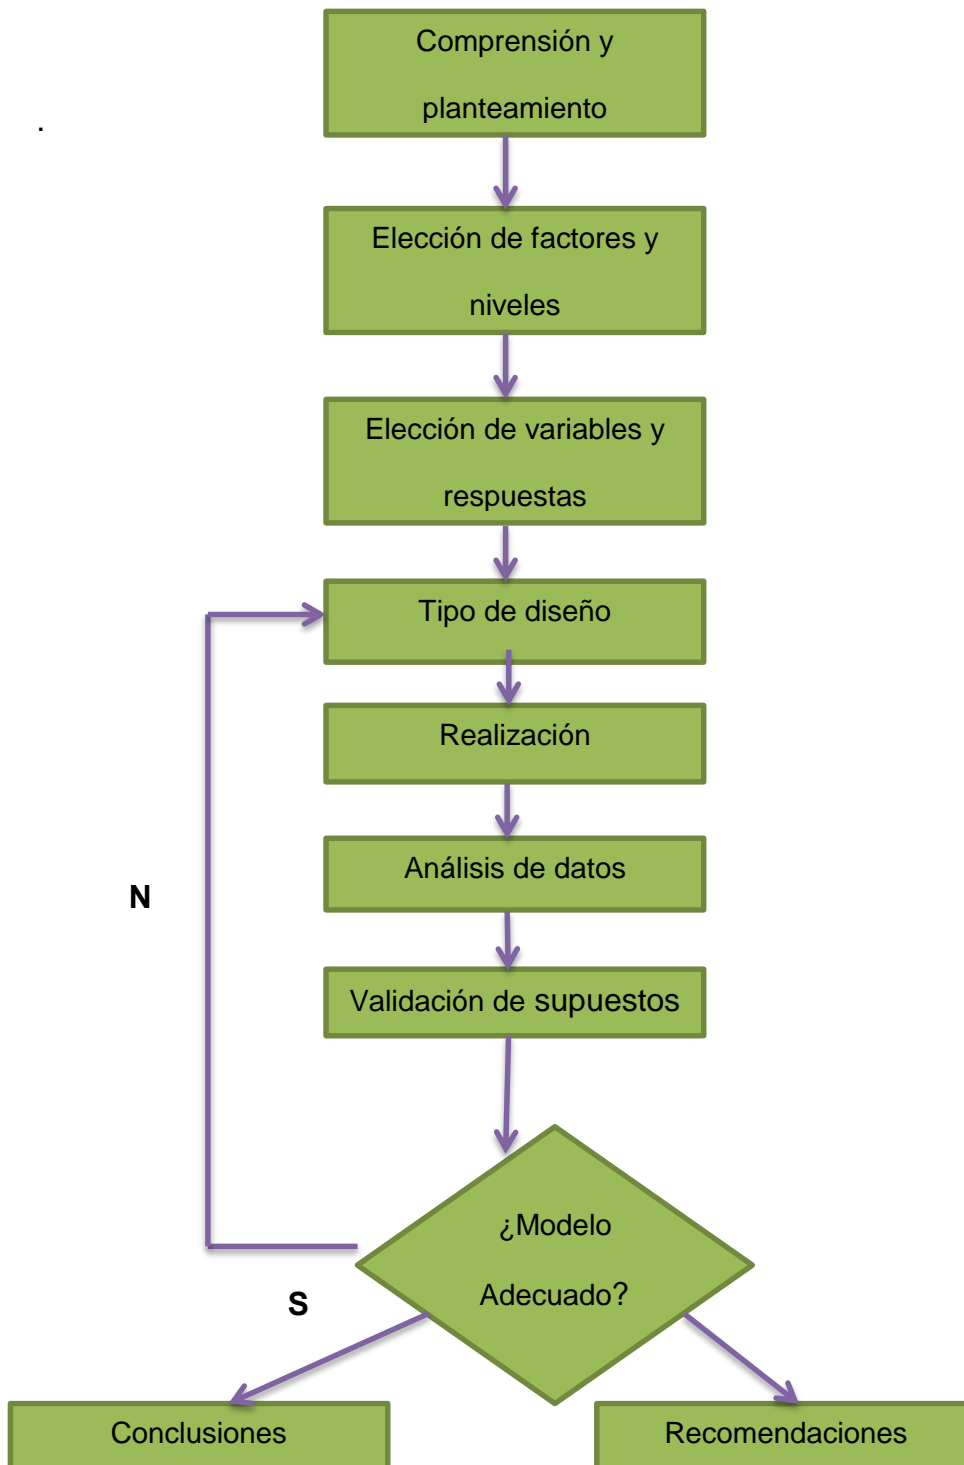 Comprensión y
planteamiento
.
Elección de factores y
niveles
Elección de variables y
respuestas
Tipo de diseño
Realización
Análisis de datos
N
Validación de supuestos
¿Modelo
Adecuado?
S
Conclusiones
Recomendaciones